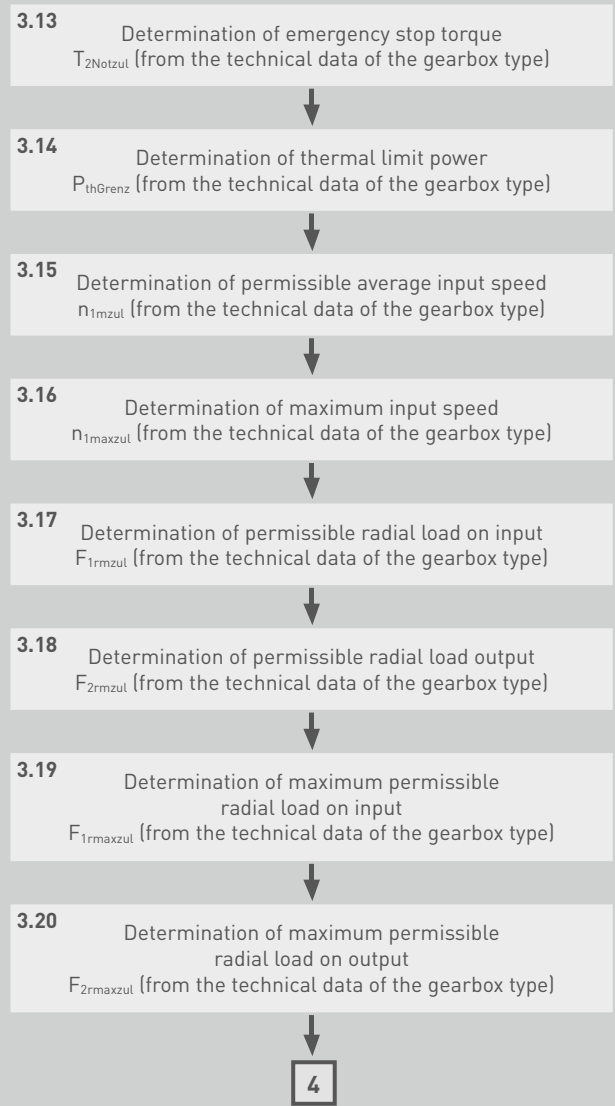 3.13
Determination of emergency stop torque
T2Notzul (from the technical data of the gearbox type)
3.14
Determination of thermal limit power
PthGrenz (from the technical data of the gearbox type)
3.15
Determination of permissible average input speed
n1mzul (from the technical data of the gearbox type)
3.16
Determination of maximum input speed
n1maxzul (from the technical data of the gearbox type)
3.17
Determination of permissible radial load on input
F1rmzul (from the technical data of the gearbox type)
3.18
Determination of permissible radial load output
F2rmzul (from the technical data of the gearbox type)
3.19
Determination of maximum permissible
radial load on input
F1rmaxzul (from the technical data of the gearbox type)
3.20
Determination of maximum permissible
radial load on output
F2rmaxzul (from the technical data of the gearbox type)
4